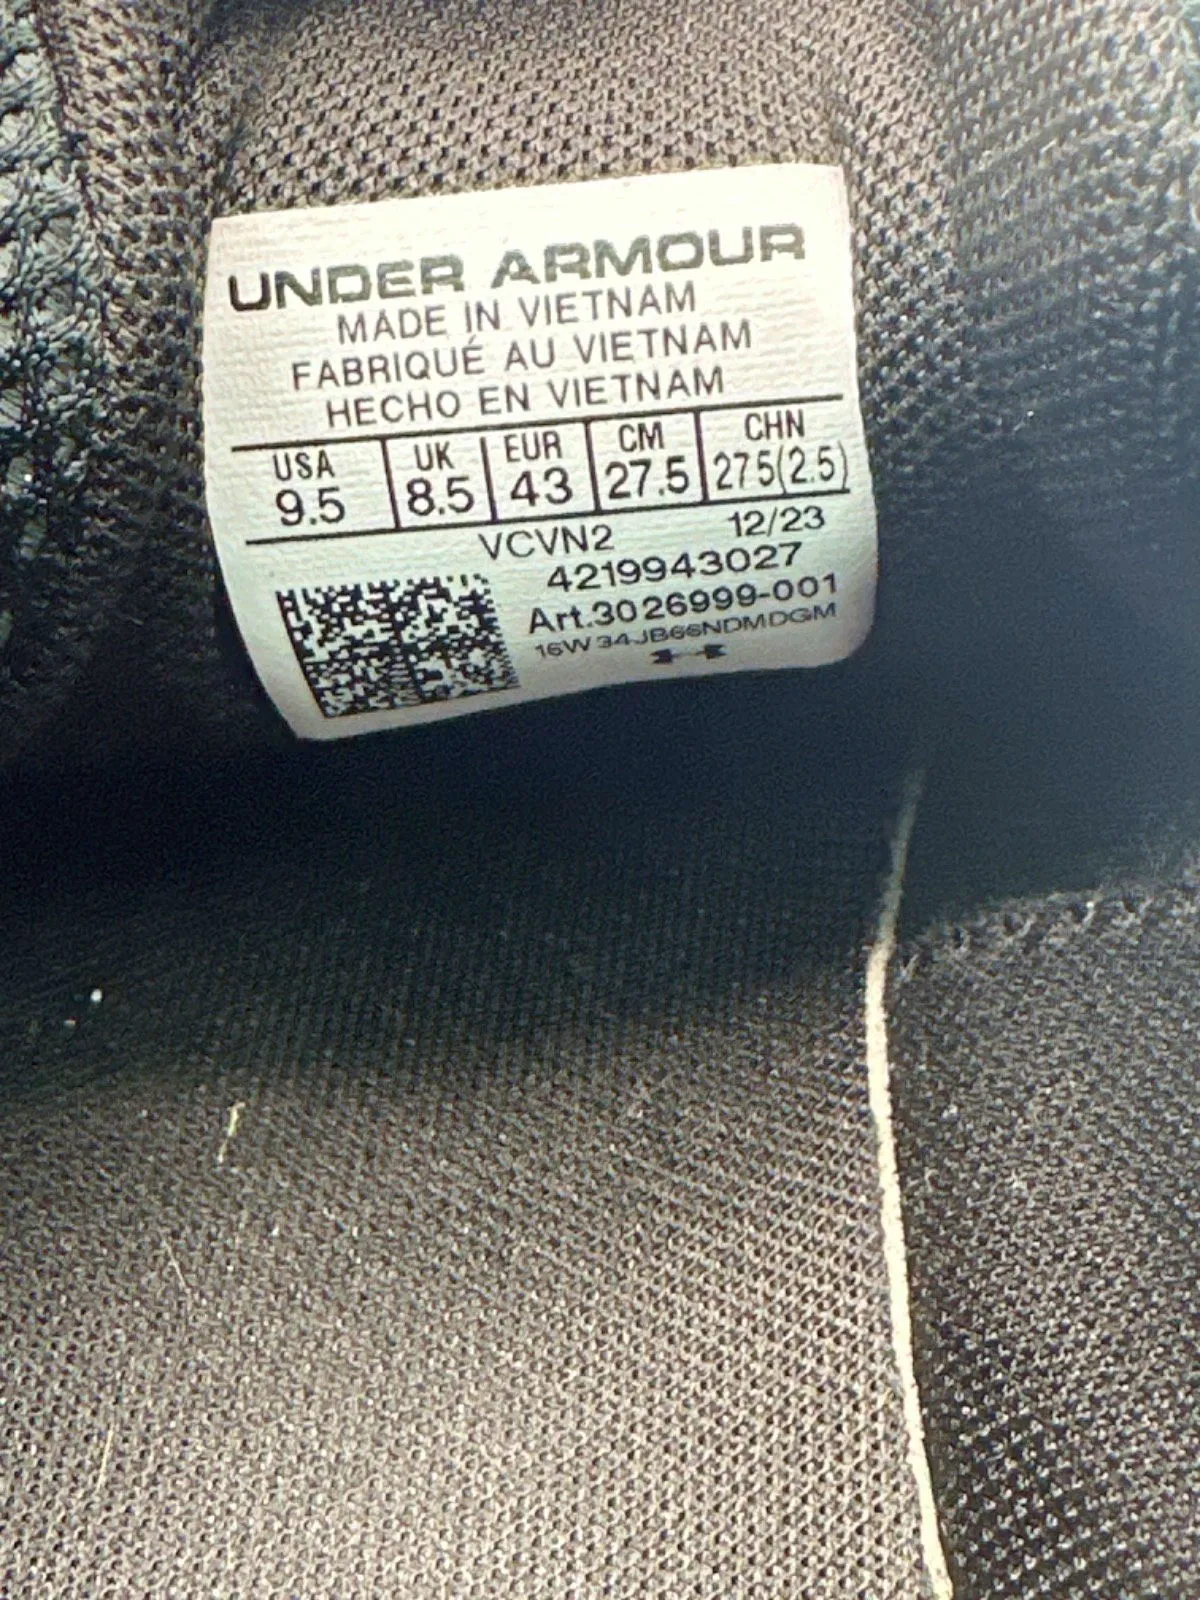 UNDER ARMOUR
MADE IN VIETNAM
FABRIQUÉ AU VIETNAM
HECHO EN VIETNAM
USA UK EUR CM CHN
9.5 8.5 43 27.5 275(2.5)
VCVN2 12/23
4219943027
Art.3026999-001
16W34JB66NDMDGM